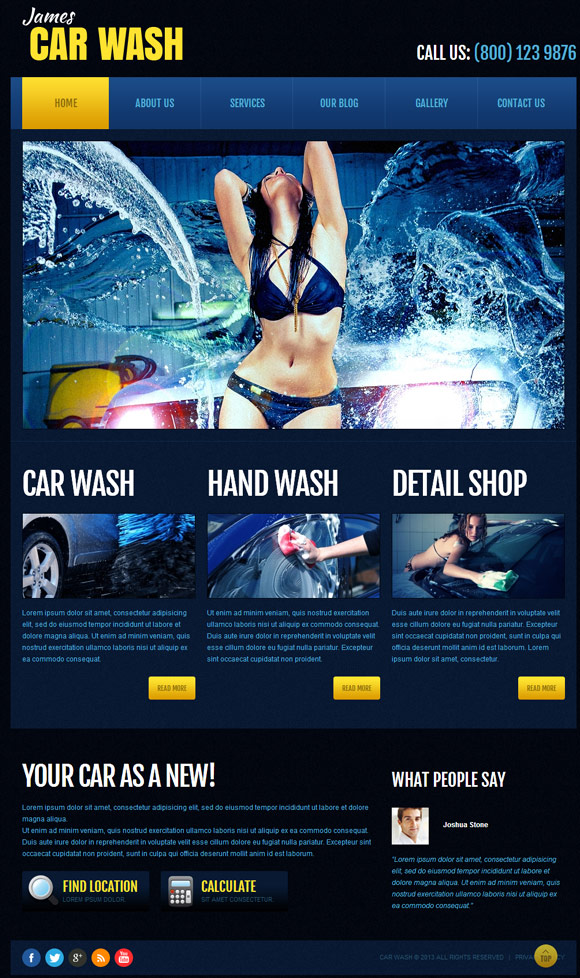 James
CAR WASH
CALL US: (800) 123 9876
HOME
ABOUT US
SERVICES
OUR BLOG
GALLERY
CONTACT US
CAR WASH
HAND WASH
DETAIL SHOP
Lorem ipsum dolor sit amet, consectetur adipisicing
elit, sed do eiusmod tempor incididunt ut labore et
dolore magna aliqua. Ut enim ad minim veniam, quis
nostrud exercitation ullamco laboris nisi ut aliquip ex
ea commodo consequat.
Ut enim ad minim veniam, quis nostrud exercitation
ullamco laboris nisi ut aliquip ex ea commodo consequat.
Duis aute irure dolor in reprehenderit in voluptate velit
esse cillum dolore eu fugiat nulla pariatur. Excepteur
sint occaecat cupidatat non proident.
Duis aute irure dolor in reprehenderit in voluptate velit
esse cillum dolore eu fugiat nulla pariatur. Excepteur
sint occaecat cupidatat non proident, sunt in culpa qui
officia deserunt mollit anim id est laborum. Lorem
ipsum dolor sit amet, consectetur.
READ MORE
READ MORE
READ MORE
YOUR CAR AS A NEW!
Lorem ipsum dolor sit amet, consectetur adipisicing elit, sed do eiusmod tempor incididunt ut labore et dolore
magna aliqua.
Ut enim ad minim veniam, quis nostrud exercitation ullamco laboris nisi ut aliquip ex ea commodo consequat.
Duis aute irure dolor in reprehenderit in voluptate velit esse cillum dolore eu fugiat nulla pariatur. Excepteur sint
occaecat cupidatat non proident, sunt in culpa qui officia deserunt mollit anim id est laborum.
FIND LOCATION
LOREM IPSUM DOLOR.
CALCULATE
SIT AMET CONSECTETUR.
WHAT PEOPLE SAY
Joshua Stone
"Lorem ipsum dolor sit amet, consectetur adipisicing
elit, sed do eiusmod tempor incididunt ut labore et
dolore magna aliqua. Ut enim ad minim veniam, quis
nostrud exercitation ullamco laboris nisi ut aliquip ex
ea commodo consequat."
CAR WASH © 2013 ALL RIGHTS RESERVED | 
TOP